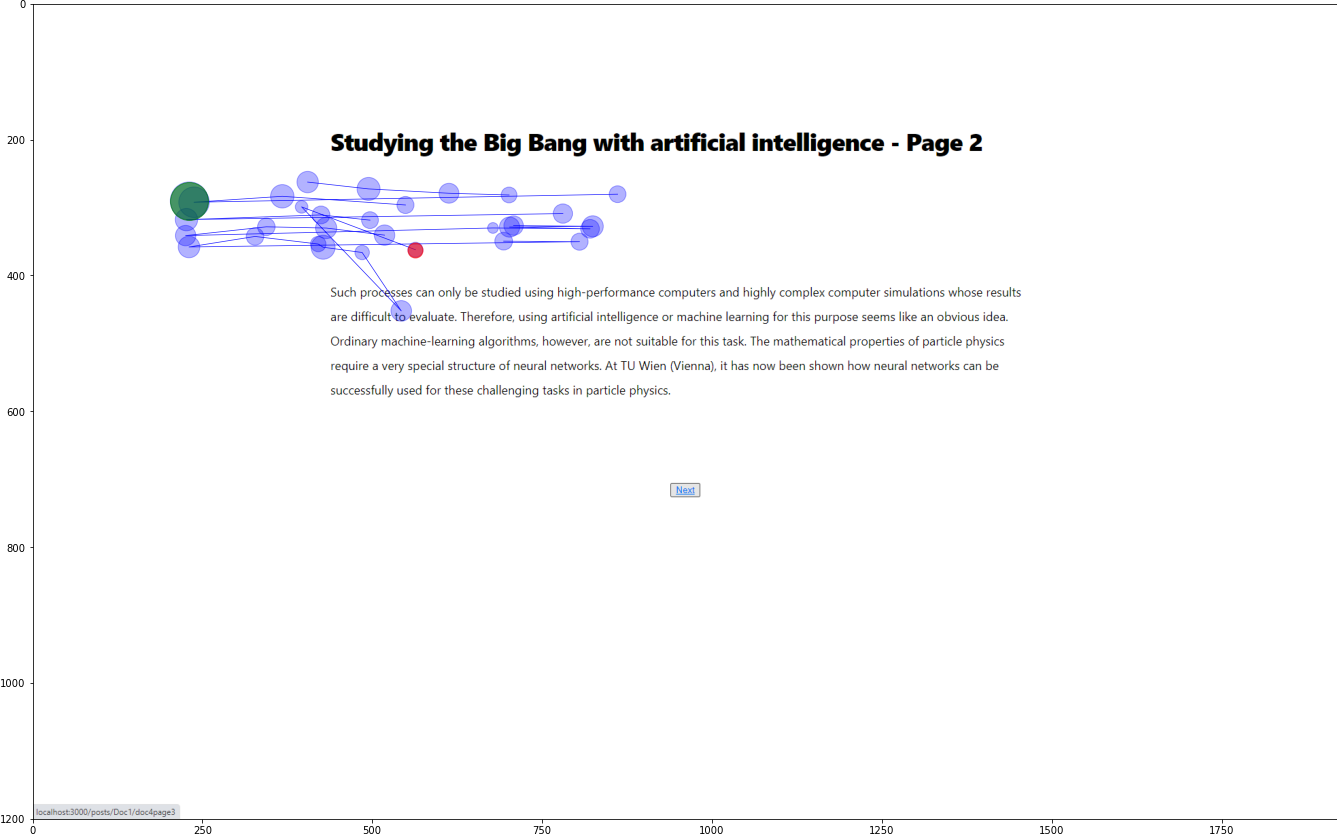 0
200
400
600
800
1000
1200
Studying the Big Bang with artificial intelligence - Page 2
Such processes can only be studied using high-performance computers and highly complex computer simulations whose results
are difficult to evaluate. Therefore, using artificial intelligence or machine learning for this purpose seems like an obvious idea.
Ordinary machine-learning algorithms, however, are not suitable for this task. The mathematical properties of particle physics
require a very special structure of neural networks. At TU Wien (Vienna), it has now been shown how neural networks can be
successfully used for these challenging tasks in particle physics.
Next
localhost:3000/posts/Doc1/doc4page3
0 250 500 750 1000 1250 1500 1750